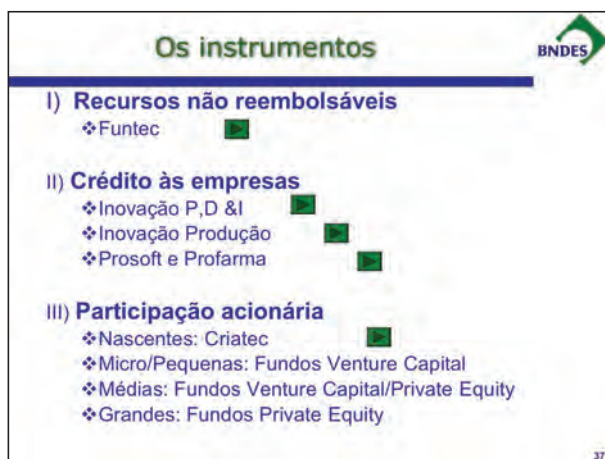 Os instrumentos
BNDES
I) Recursos não reembolsáveis
❖Funtec
II) Crédito às empresas
❖Inovação P,D &I
❖Inovação Produção
❖Prosoft e Profarma
III) Participação acionária
❖Nascentes: Criatec
❖Micro/Pequenas: Fundos Venture Capital
❖Médias: Fundos Venture Capital/Private Equity
❖Grandes: Fundos Private Equity
37